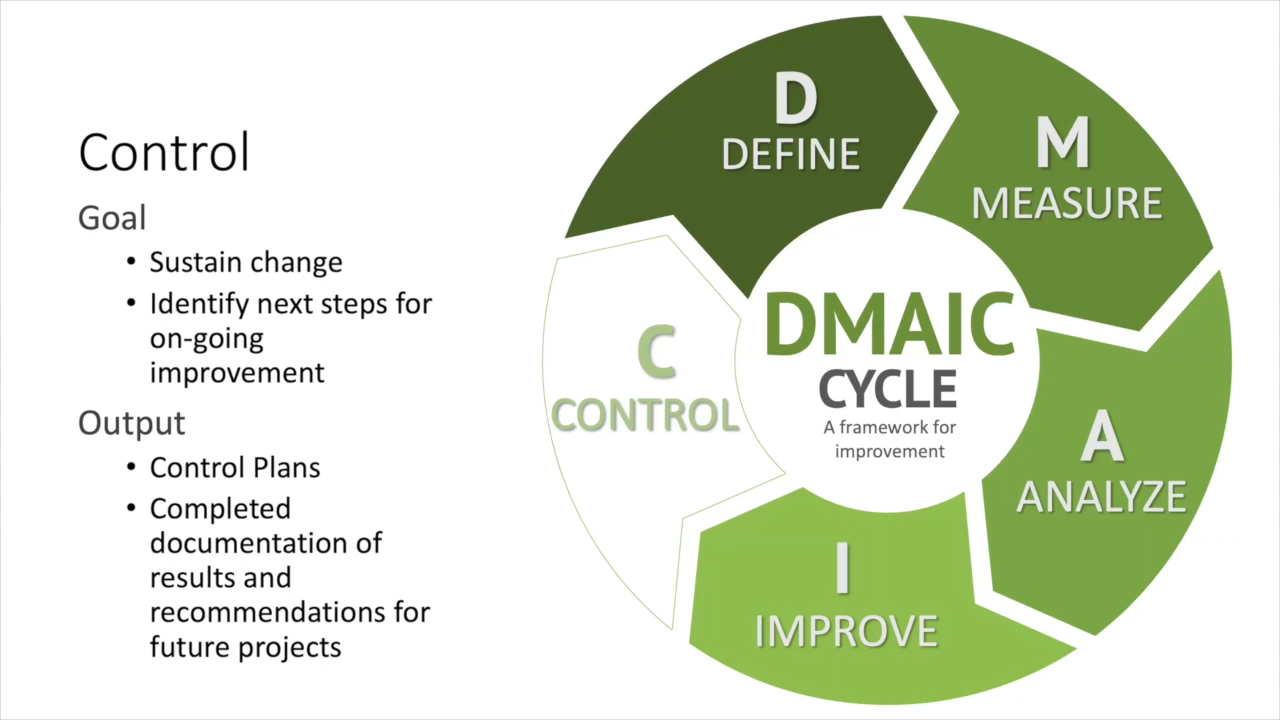 Control
Goal
• Sustain change
• Identify next steps for
on-going
improvement
Output
• Control Plans
• Completed
documentation of
results and
recommendations for
future projects
D
DEFINE
M
MEASURE
A
ANALYZE
I
IMPROVE
C
CONTROL
DMAIC
CYCLE
A framework for
improvement